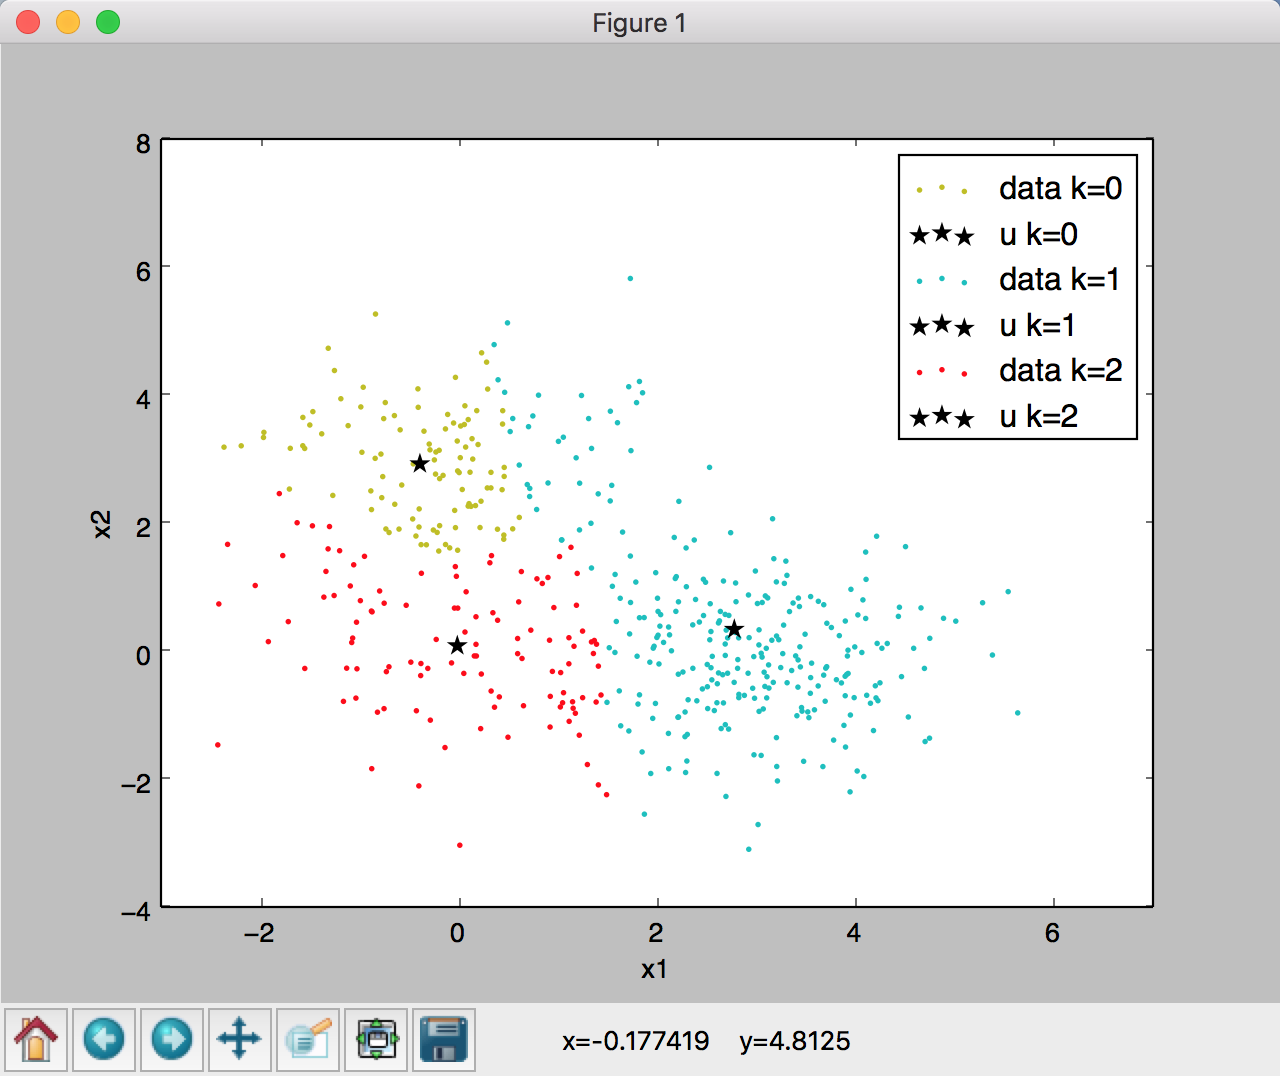 Figure 1
8
6
4
2
0
−2
−4
x2
−2 0 2 4 6
x1
data k=0
u k=0
data k=1
u k=1
data k=2
u k=2
x=-0.177419 y=4.8125